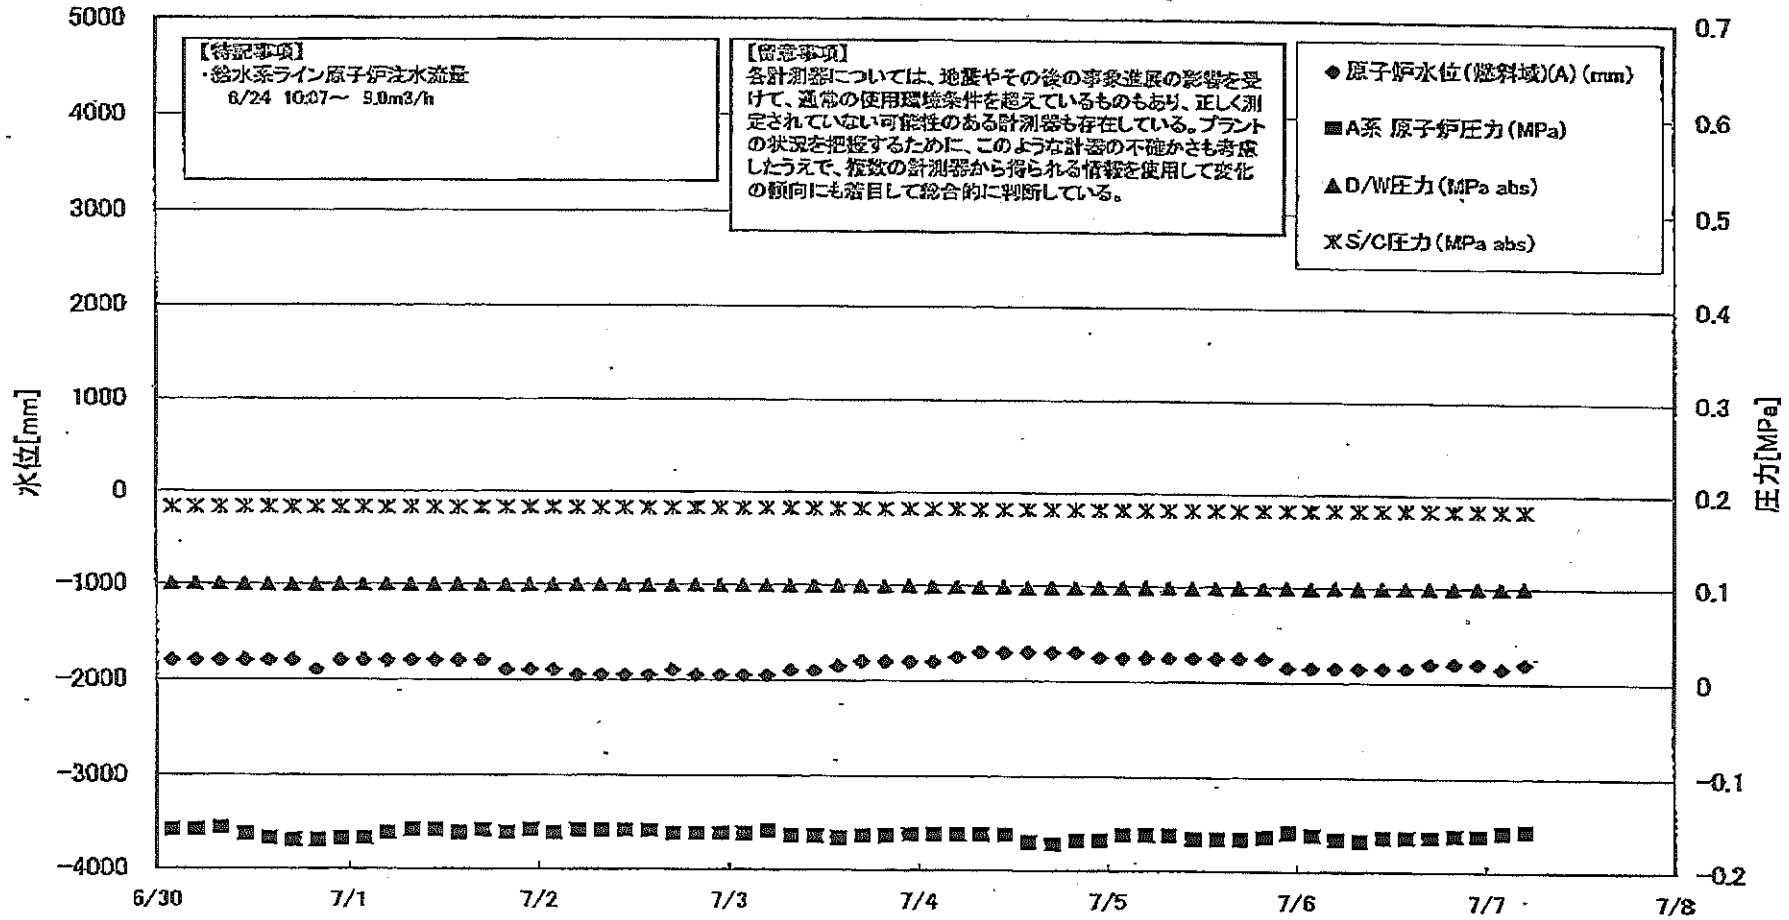 5000
4000
3000
2000
1000
0
-1000
-2000
-3000
-4000
水位[mm]
【特記事項】
・給水系ライン原子炉注水流量
6/24 10:07～ 9.0m3/h
【留意事項】
各計測器については、地震やその後の事象進展の影響を受
けて、通常の使用環境条件を超えているものもあり、正しく測
定されていない可能性のある計測器も存在している。プラント
の状況を把握するために、このような計器の不確かさも考慮
したうえで、複数の計測器から得られる情報を使用して変化
の傾向にも着目して総合的に判断している。
原子炉水位(燃料域)(A)(mm)
A系 原子炉圧力(MPa)
D/W圧力(MPa abs)
S/C圧力(MPa abs)
0.7
0.6
0.5
0.4
0.3
0.2
0.1
0
-0.1
-0.2
圧力[MPa]
6/30
7/1
7/2
7/3
7/4
7/5
7/6
7/7
7/8